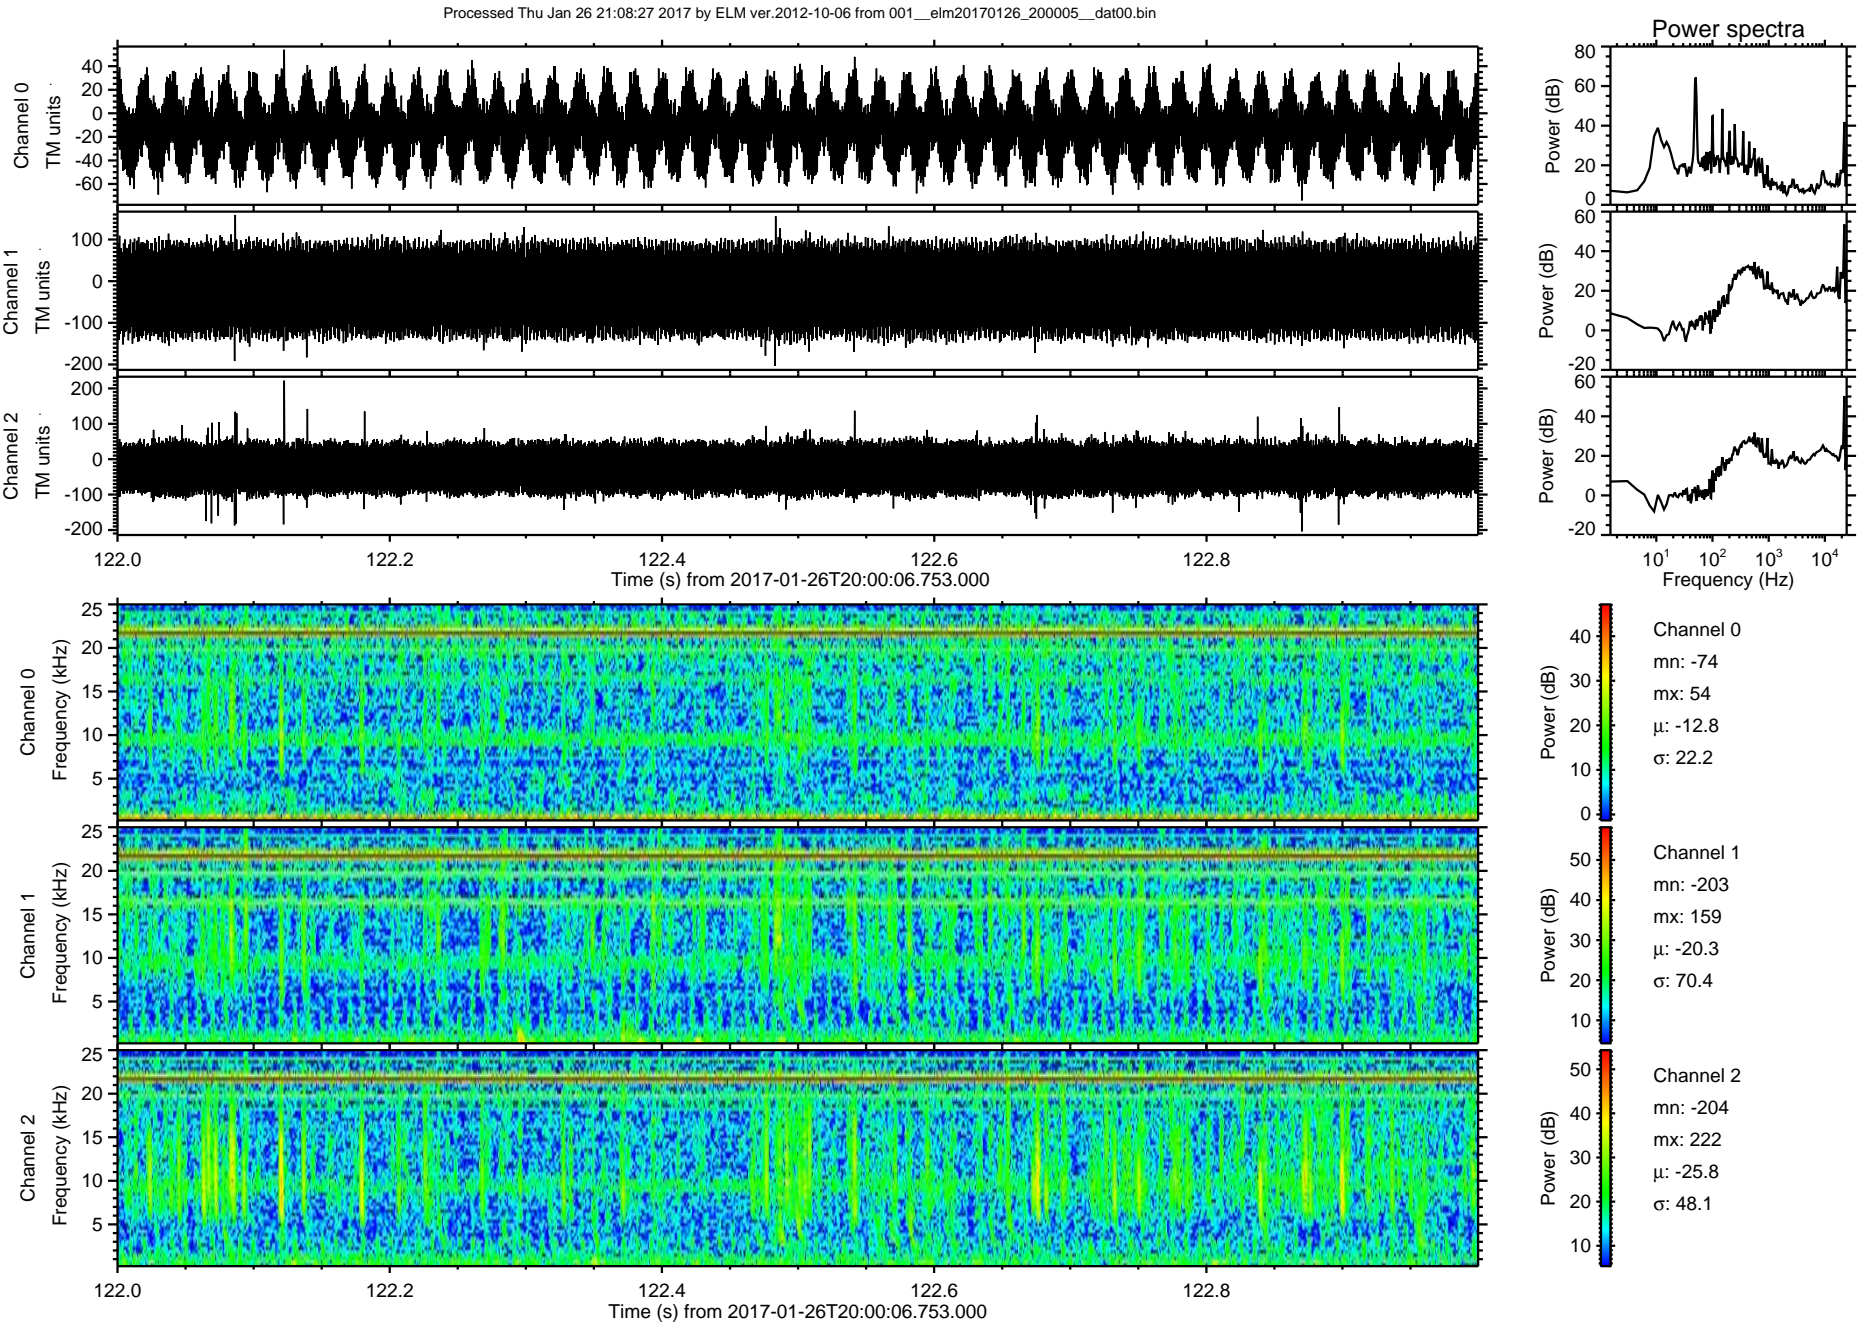 Processed Thu Jan 26 21:08:27 2017 by ELM ver.2012-10-06 from 001__elm20170126_200005__dat00.bin
Power spectra
Channel 0
TM units
40
20
0
-20
-40
-60
Power (dB)
80
60
40
20
0
Channel 1
TM units
100
0
-100
-200
Power (dB)
60
40
20
0
-20
Channel 2
TM units
200
100
0
-100
-200
Power (dB)
60
40
20
0
-20
122.0 122.2 122.4 122.6 122.8
Time (s) from 2017-01-26T20:00:06.753.000
10¹ 10² 10³ 10⁴
Frequency (Hz)
Channel 0
Frequency (kHz)
25
20
15
10
5
Power (dB)
40
30
20
10
0
Channel 0
mn: -74
mx: 54
μ: -12.8
σ: 22.2
Channel 1
Frequency (kHz)
25
20
15
10
5
Power (dB)
50
40
30
20
10
Channel 1
mn: -203
mx: 159
μ: -20.3
σ: 70.4
Channel 2
Frequency (kHz)
25
20
15
10
5
Power (dB)
50
40
30
20
10
Channel 2
mn: -204
mx: 222
μ: -25.8
σ: 48.1
122.0 122.2 122.4 122.6 122.8
Time (s) from 2017-01-26T20:00:06.753.000